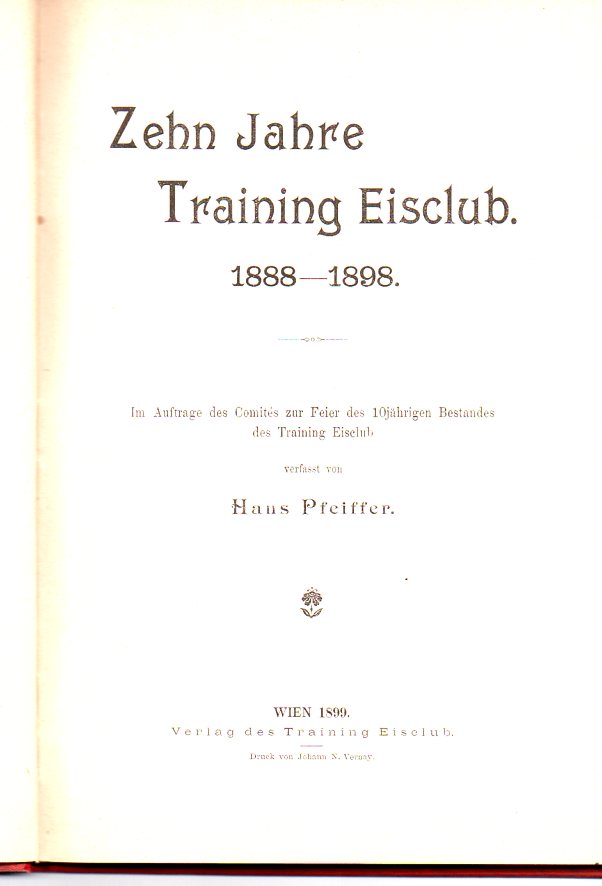 Zehn Jahre
Training Eisclub.
1888—1898.
Im Auftrage des Comités zur Feier des 10jährigen Bestandes
des Training Eisclub
verfasst von
Hans Pfeiffer.
WIEN 1899.
Verlag des Training Eisclub.
Druck von Johann N. Vernay.